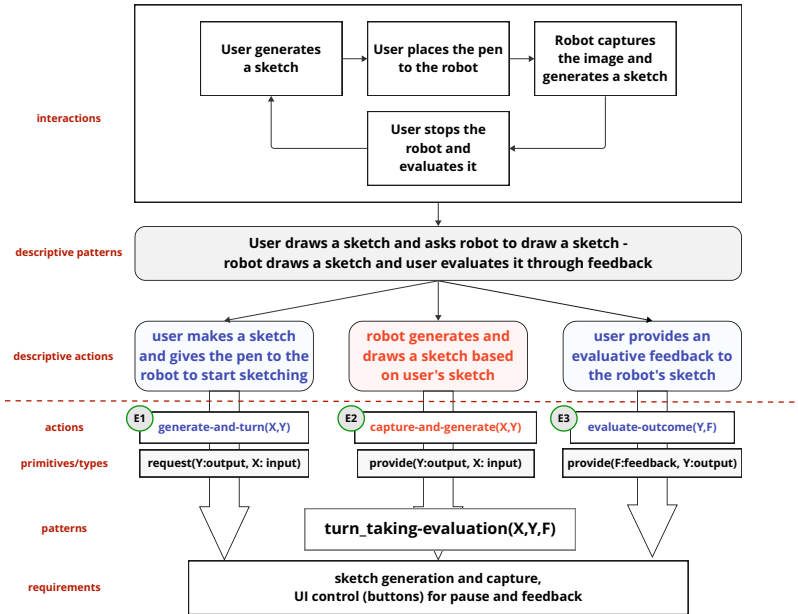 User generates
a sketch
User places the pen
to the robot
Robot captures
the image and
generates a sketch
interactions
User stops the
robot and
evaluates it
descriptive patterns
User draws a sketch and asks robot to draw a sketch -
robot draws a sketch and user evaluates it through feedback
descriptive actions
user makes a sketch
and gives the pen to the
robot to start sketching
robot generates and
draws a sketch based
on user's sketch
user provides an
evaluative feedback to
the robot's sketch
actions
E1
generate-and-turn(X,Y)
E2
capture-and-generate(X,Y)
E3
evaluate-outcome(Y,F)
primitives/types
request(Y:output, X: input)
provide(Y:output, X: input)
provide(F:feedback, Y:output)
patterns
turn_taking-evaluation(X,Y,F)
requirements
sketch generation and capture,
UI control (buttons) for pause and feedback